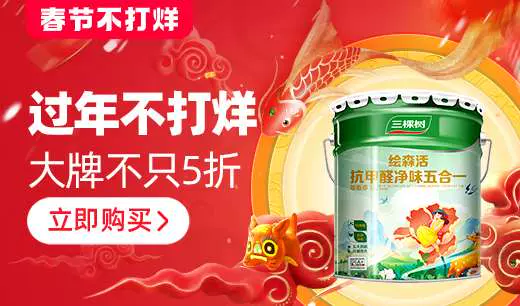 春节不打烊
过年不打烊
大牌不只5折
立即购买
三棵树
绘森活
抗甲醛净味五合一